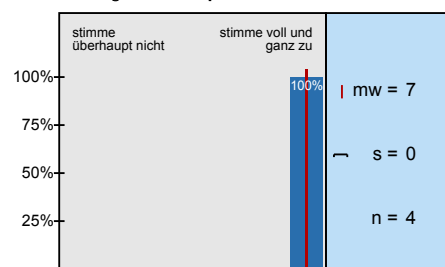 stimme
überhaupt nicht
stimme voll und
ganz zu
100%
100%
75%
50%
25%
mw = 7
s = 0
n = 4